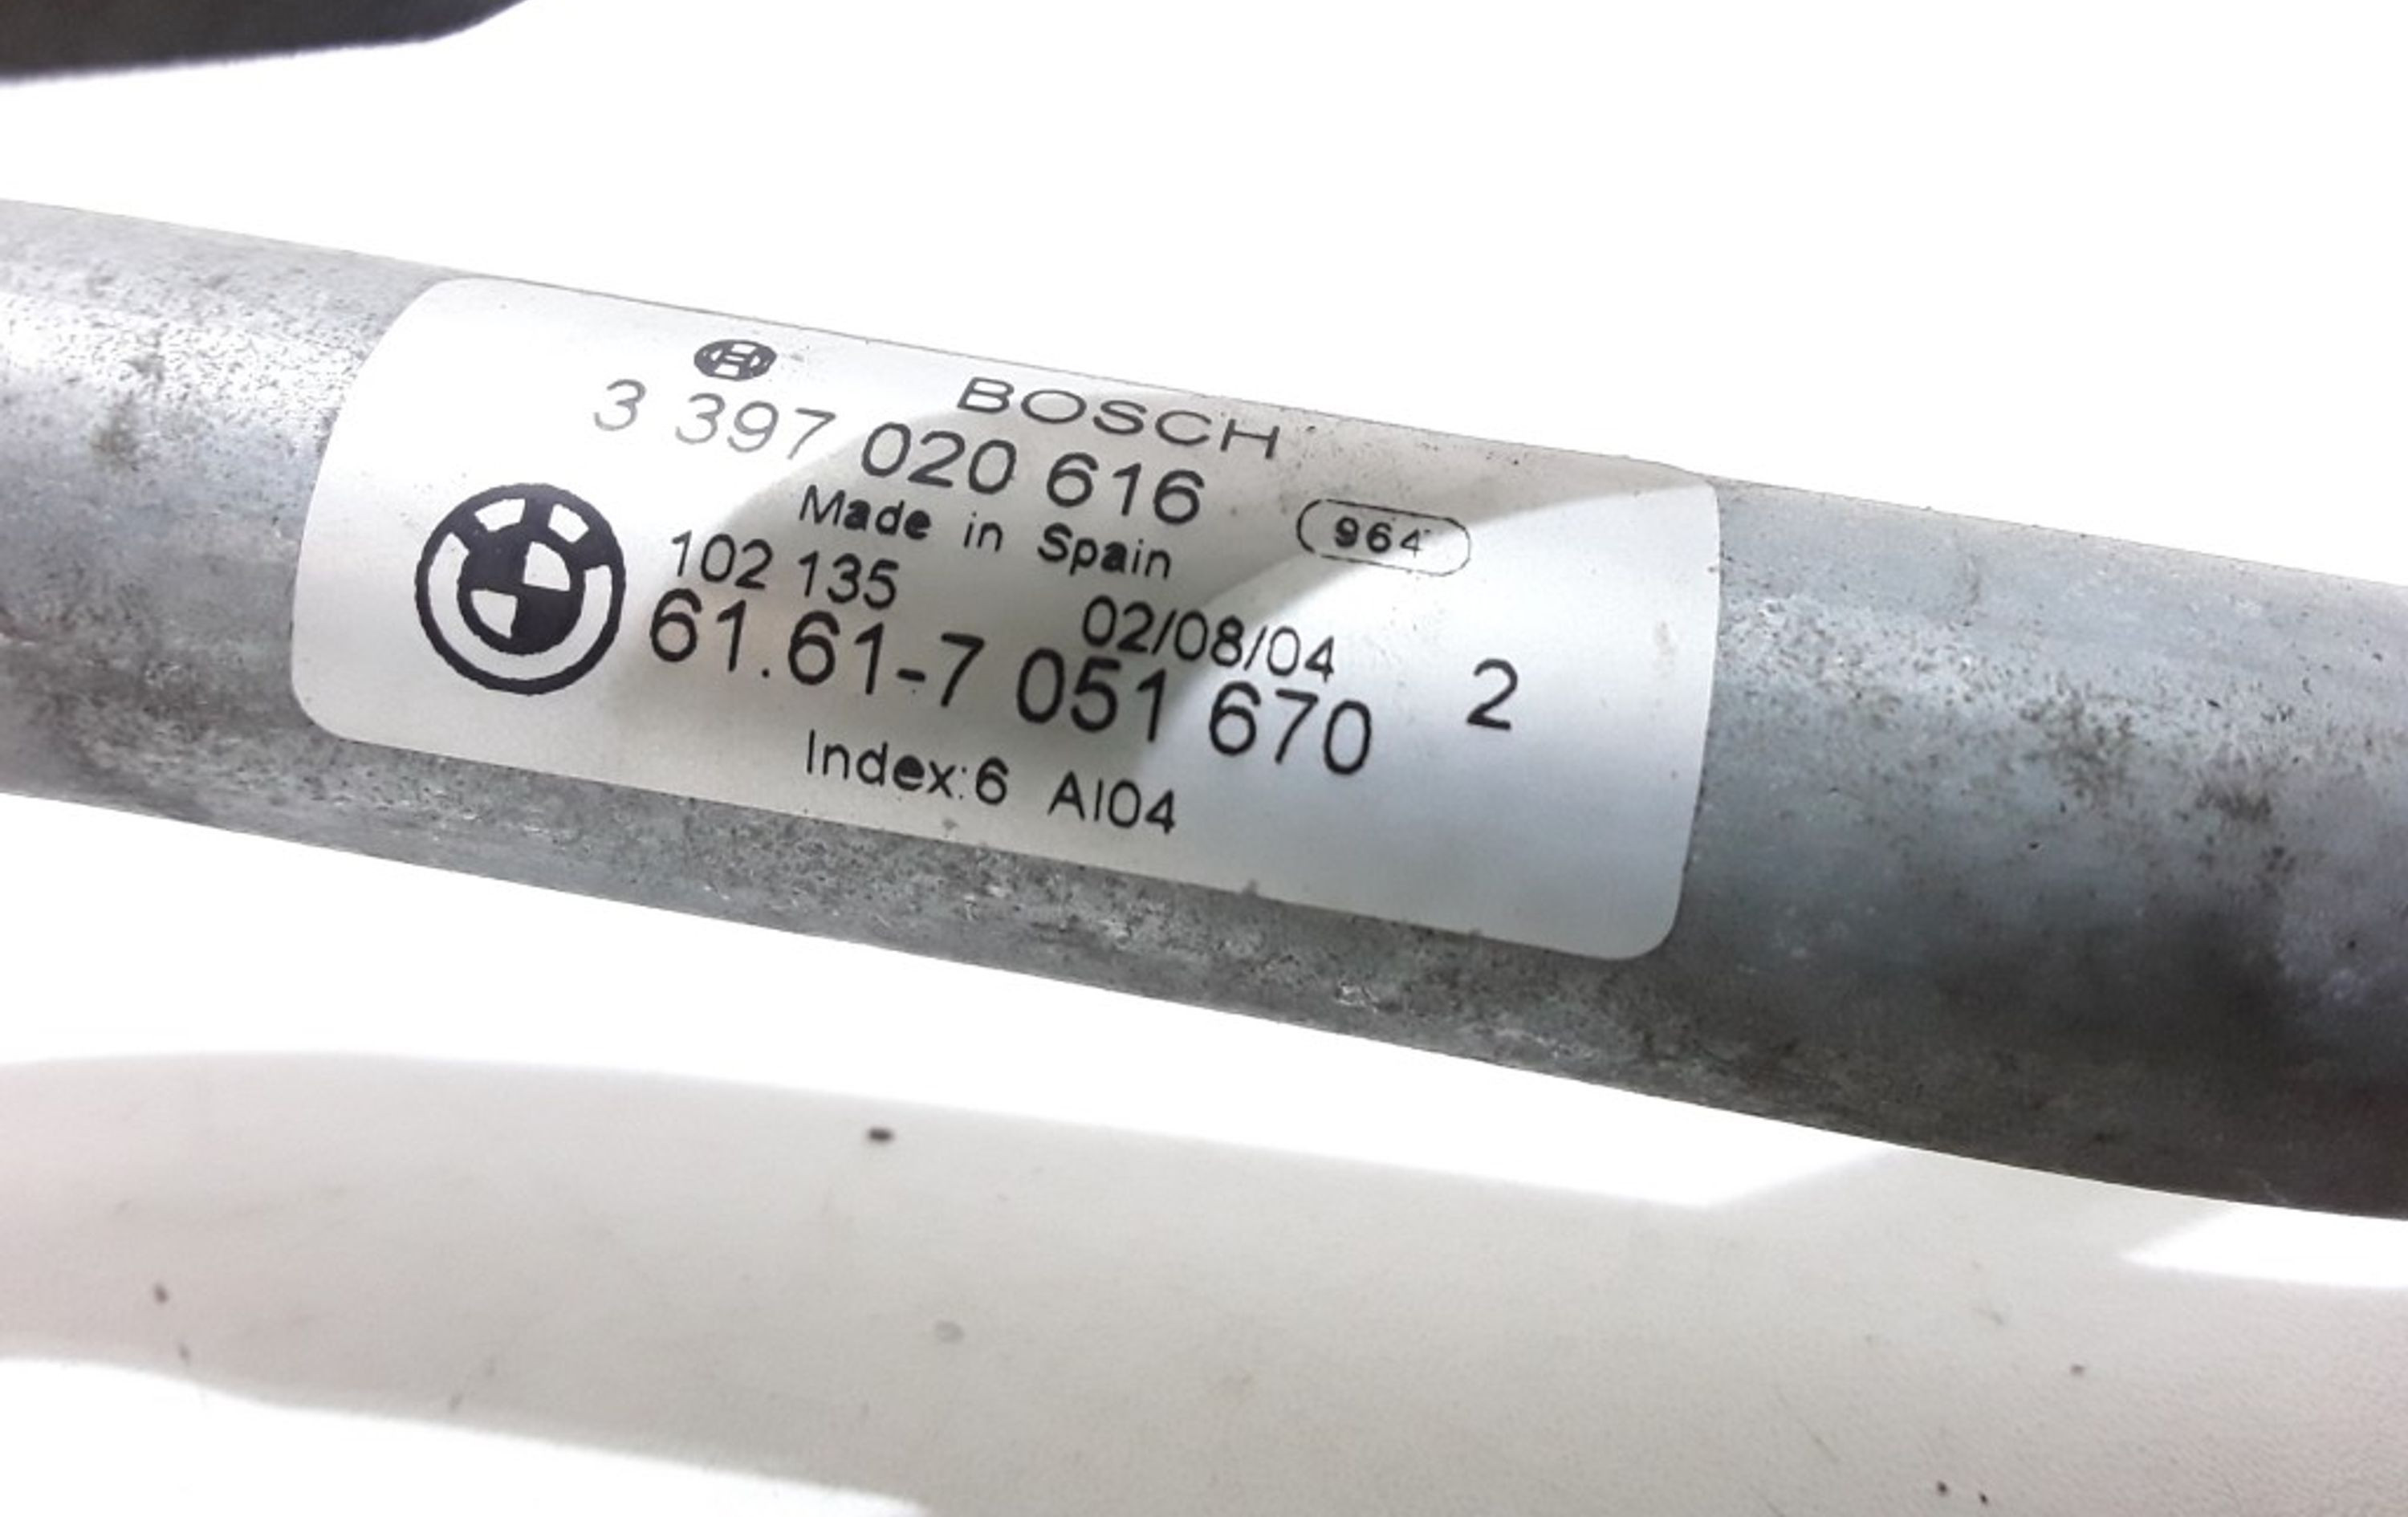 BOSCH
3 397 020 616
Made in Spain
964
102 135
02/08/04
61.61-7 051 670
2
Index:6 AI04